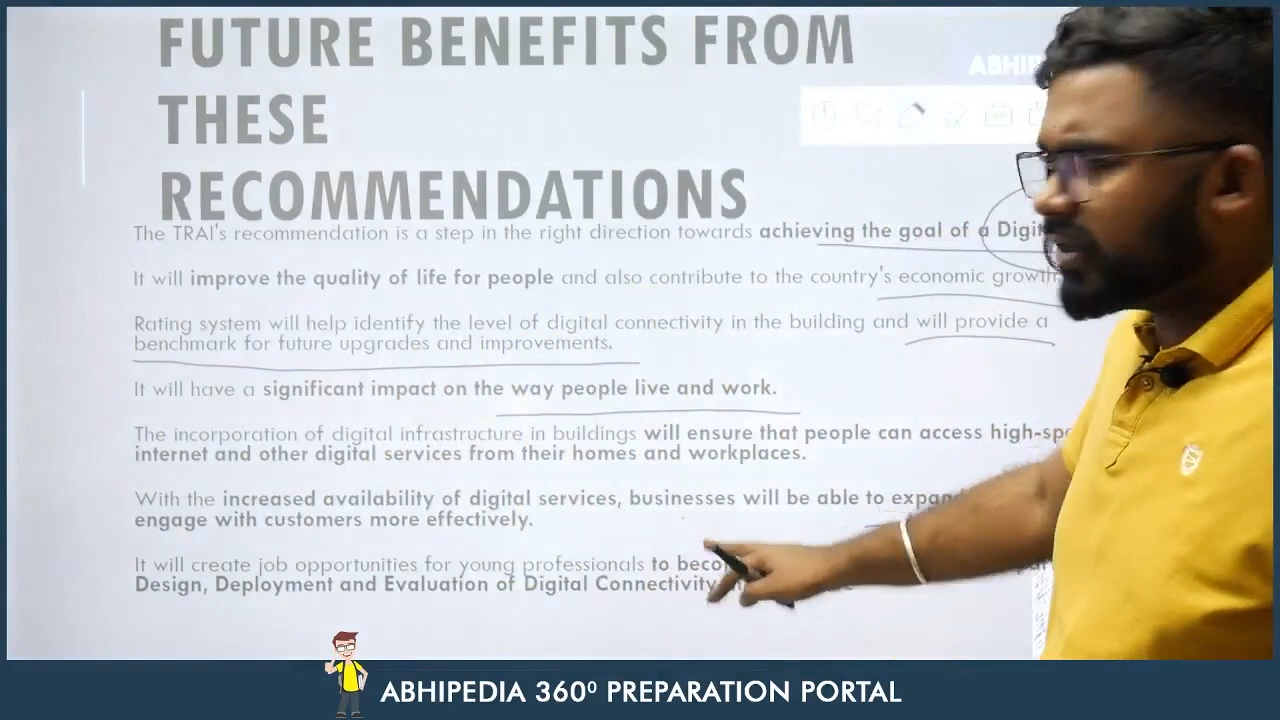 FUTURE BENEFITS FROM
THESE
RECOMMENDATIONS
The TRAI's recommendation is a step in the right direction towards achieving the goal of a
It will improve the quality of life for people and also contribute to the country's economic growth
Rating system will help identify the level of digital connectivity in the building and will provide a
benchmark for future upgrades and improvements.
It will have a significant impact on the way people live and work.
The incorporation of digital infrastructure in buildings will ensure that people can access
internet and other digital services from their homes and workplaces.
With the increased availability of digital services, businesses will be able to
engage with customers more effectively.
It will create job opportunities for young professionals to
Design, Deployment and Evaluation of Digital Connectivity
ABHIPEDIA 360⁰ PREPARATION PORTAL